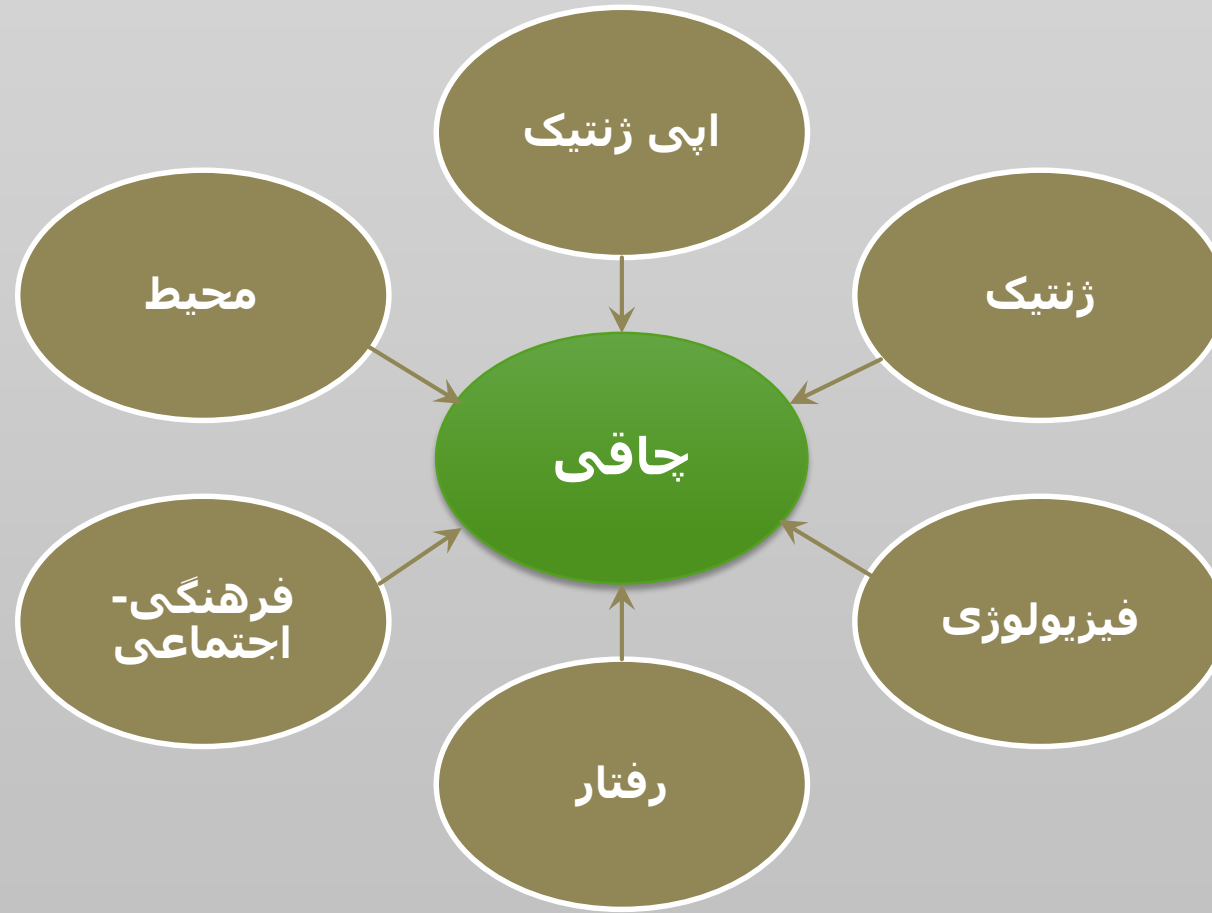 اپی ژنتیک
ژنتیک
محیط
چاقی
فرهنگی-
اجتماعی
فیزیولوژی
رفتار